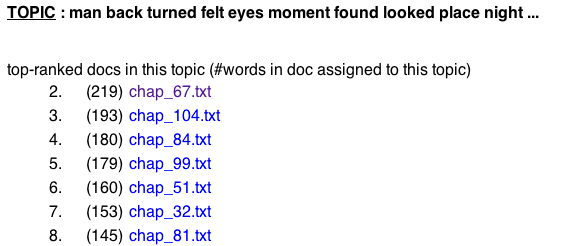 TOPIC : man back turned felt eyes moment found looked place night ...
top-ranked docs in this topic (#words in doc assigned to this topic)
2. (219) chap_67.txt
3. (193) chap_104.txt
4. (180) chap_84.txt
5. (179) chap_99.txt
6. (160) chap_51.txt
7. (153) chap_32.txt
8. (145) chap_81.txt